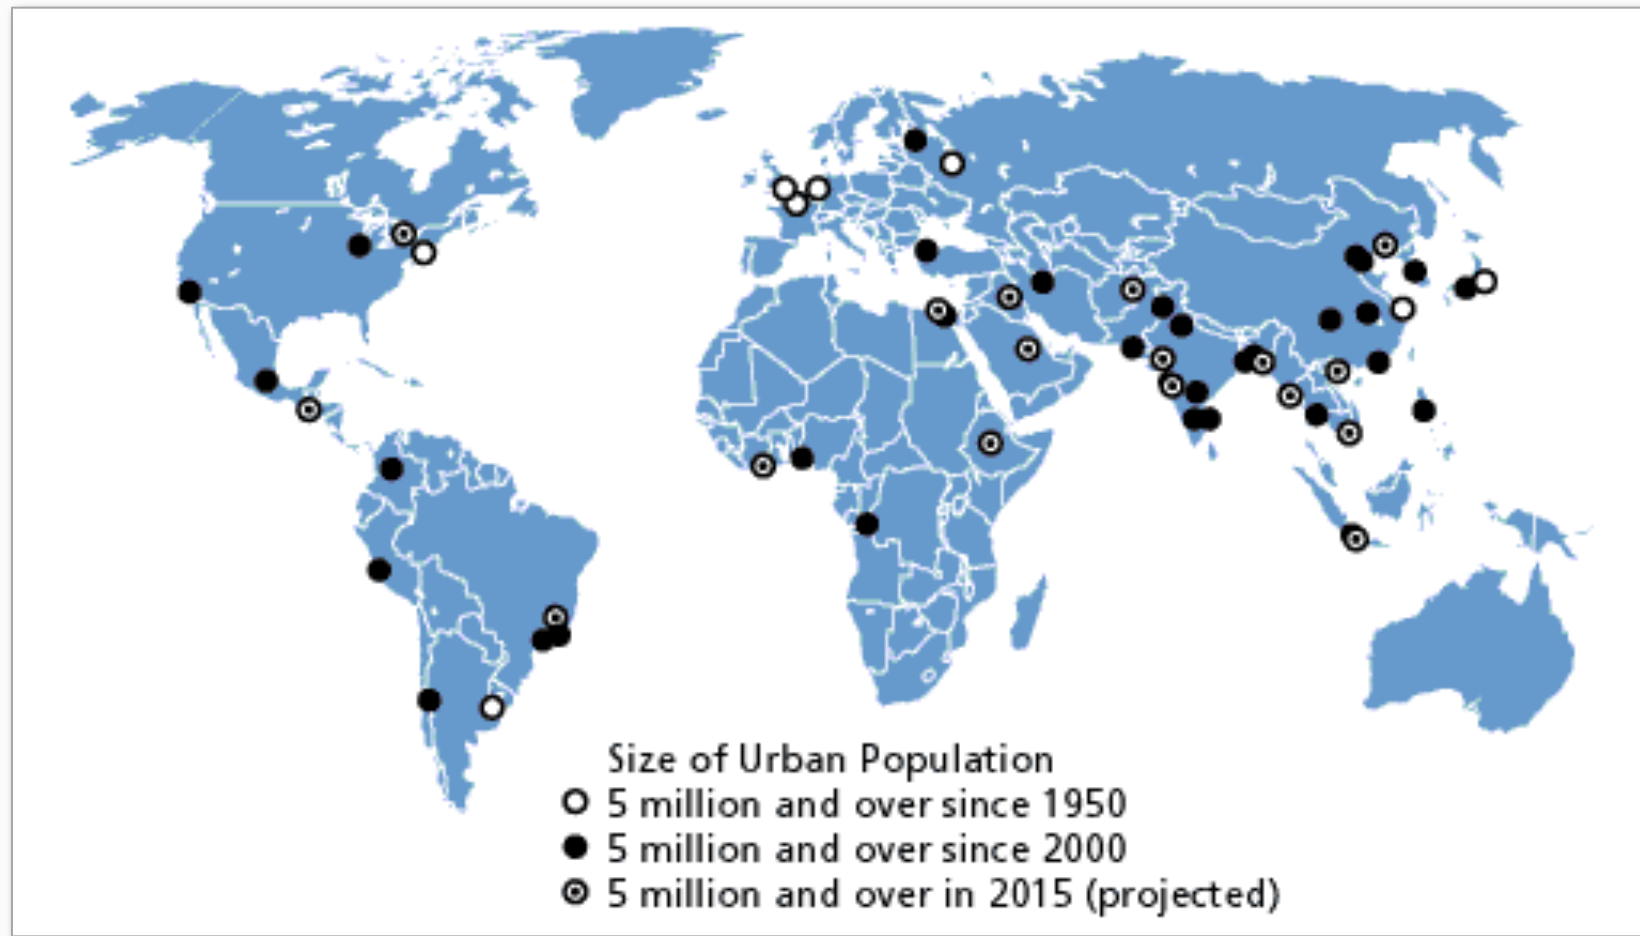 Size of Urban Population
5 million and over since 1950
5 million and over since 2000
5 million and over in 2015 (projected)